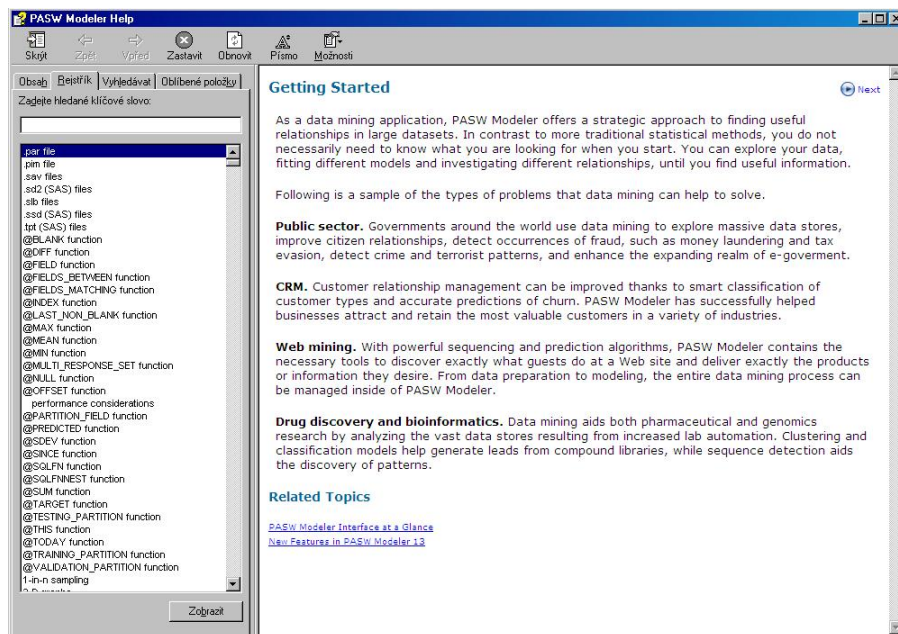 PASW Modeler Help
Skrýt Zpět Vpřed Zastavit Obnovit Písmo Možnosti
Obsah Rejstřík Vyhledávat Oblíbené položky
Zadejte hledané klíčové slovo:
.par file
.pim file
.sav files
.sd2 (SAS) files
.slb files
.ssd (SAS) files
.tpt (SAS) files
@BLANK function
@DIFF function
@FIELD function
@FIELDS_BETWEEN function
@FIELDS_MATCHING function
@INDEX function
@LAST_NON_BLANK function
@MAX function
@MEAN function
@MIN function
@MULTI_RESPONSE_SET function
@NULL function
@OFFSET function
performance considerations
@PARTITION_FIELD function
@PREDICTED function
@SDEV function
@SINCE function
@SQLFN function
@SQLFNNEST function
@SUM function
@TARGET function
@TESTING_PARTITION function
@THIS function
@TODAY function
@TRAINING_PARTITION function
@VALIDATION_PARTITION function
1-in-n sampling
Zobrazit
Getting Started
Next
As a data mining application, PASW Modeler offers a strategic approach to finding useful
relationships in large datasets. In contrast to more traditional statistical methods, you do not
necessarily need to know what you are looking for when you start. You can explore your data,
fitting different models and investigating different relationships, until you find useful information.
Following is a sample of the types of problems that data mining can help to solve.
Public sector. Governments around the world use data mining to explore massive data stores,
improve citizen relationships, detect occurrences of fraud, such as money laundering and tax
evasion, detect crime and terrorist patterns, and enhance the expanding realm of e-goverment.
CRM. Customer relationship management can be improved thanks to smart classification of
customer types and accurate predictions of churn. PASW Modeler has successfully helped
businesses attract and retain the most valuable customers in a variety of industries.
Web mining. With powerful sequencing and prediction algorithms, PASW Modeler contains the
necessary tools to discover exactly what guests do at a Web site and deliver exactly the products
or information they desire. From data preparation to modeling, the entire data mining process can
be managed inside of PASW Modeler.
Drug discovery and bioinformatics. Data mining aids both pharmaceutical and genomics
research by analyzing the vast data stores resulting from increased lab automation. Clustering and
classification models help generate leads from compound libraries, while sequence detection aids
the discovery of patterns.
Related Topics
PASW Modeler Interface at a Glance
New Features in PASW Modeler 13